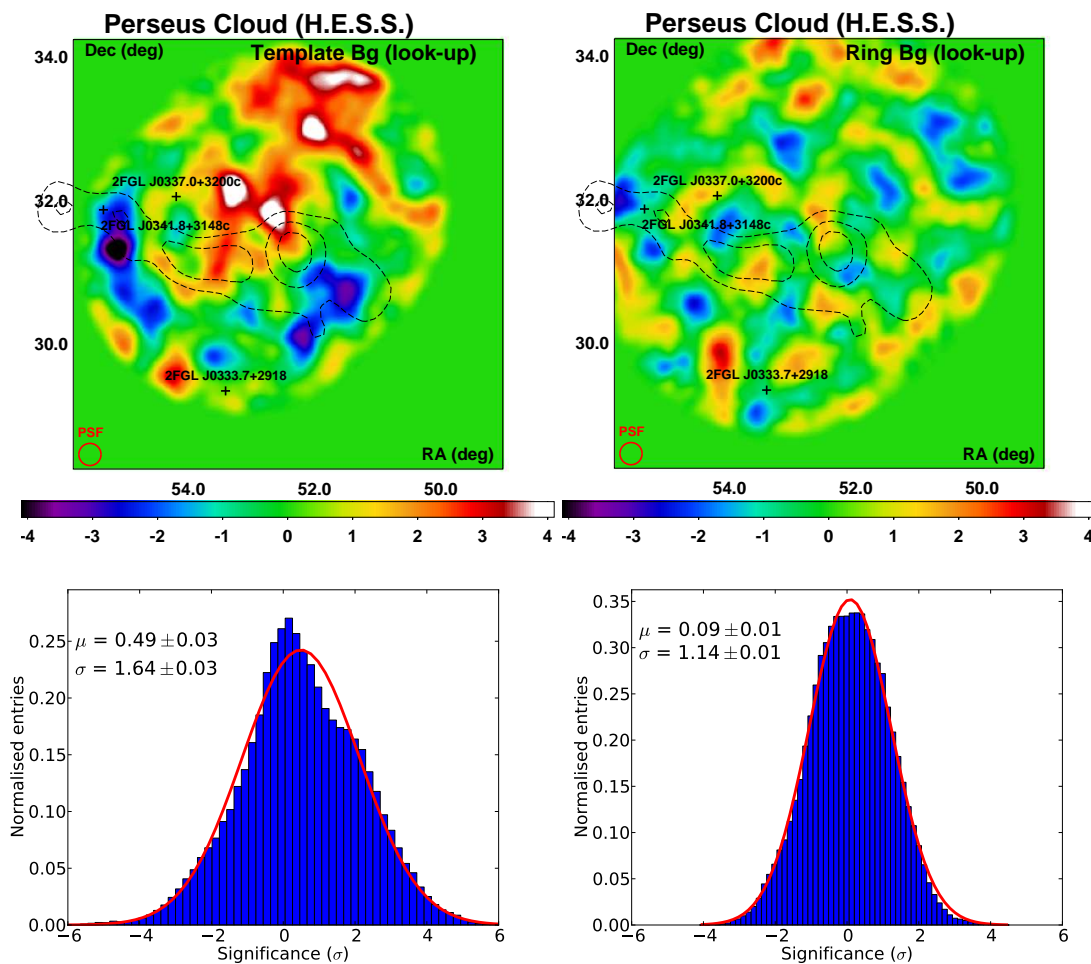 Perseus Cloud (H.E.S.S.)
Dec (deg)
Template Bg (look-up)
34.0
32.0
30.0
2FGL J0337.0+3200c
2FGL J0341.8+3148c
2FGL J0333.7+2918
PSF
RA (deg)
54.0 52.0 50.0
-4 -3 -2 -1 0 1 2 3 4
Perseus Cloud (H.E.S.S.)
Dec (deg)
Ring Bg (look-up)
34.0
32.0
30.0
2FGL J0337.0+3200c
2FGL J0341.8+3148c
2FGL J0333.7+2918
PSF
RA (deg)
54.0 52.0 50.0
-4 -3 -2 -1 0 1 2 3 4
μ = 0.49 ±0.03
σ = 1.64 ±0.03
Normalised entries
0.25
0.20
0.15
0.10
0.05
0.00
−6 −4 −2 0 2 4 6
Significance (σ)
μ = 0.09 ±0.01
σ = 1.14 ±0.01
Normalised entries
0.35
0.30
0.25
0.20
0.15
0.10
0.05
0.00
−6 −4 −2 0 2 4 6
Significance (σ)